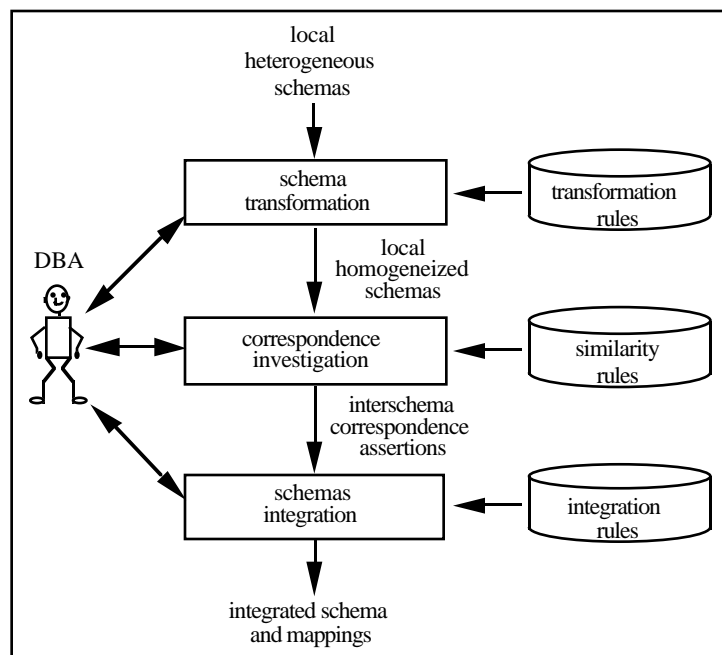 local
heterogeneous
schemas
schema
transformation
transformation
rules
local
homogeneized
schemas
DBA
correspondence
investigation
similarity
rules
interschema
correspondence
assertions
schemas
integration
integration
rules
integrated schema
and mappings